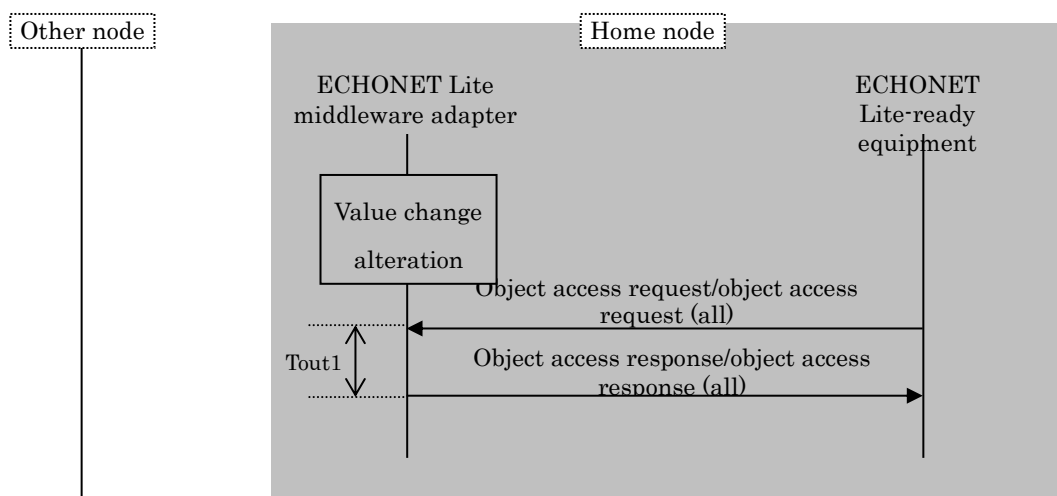 Other node
Home node
ECHONET Lite
middleware adapter
ECHONET
Lite-ready
equipment
Value change
alteration
Object access request/object access
request (all)
Tout1
Object access response/object access
response (all)